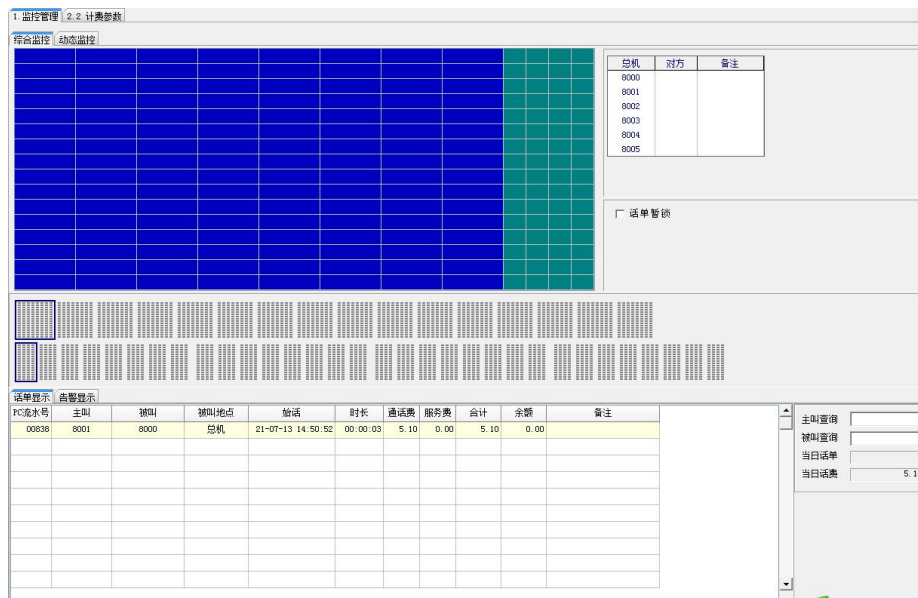 1.监控管理 2.2 计费参数
综合监控 动态监控
总机 对方 备注
8000
8001
8002
8003
8004
8005
话单暂锁
话单显示 告警显示
PC流水号 主叫 被叫 被叫地点 始话 时长 通话费 服务费 合计 余额 备注
00838 8001 8000 总机 21-07-13 14:50:52 00:00:03 5.10 0.00 5.10 0.00
主叫查询
被叫查询
当日话单
当日话费 5.1